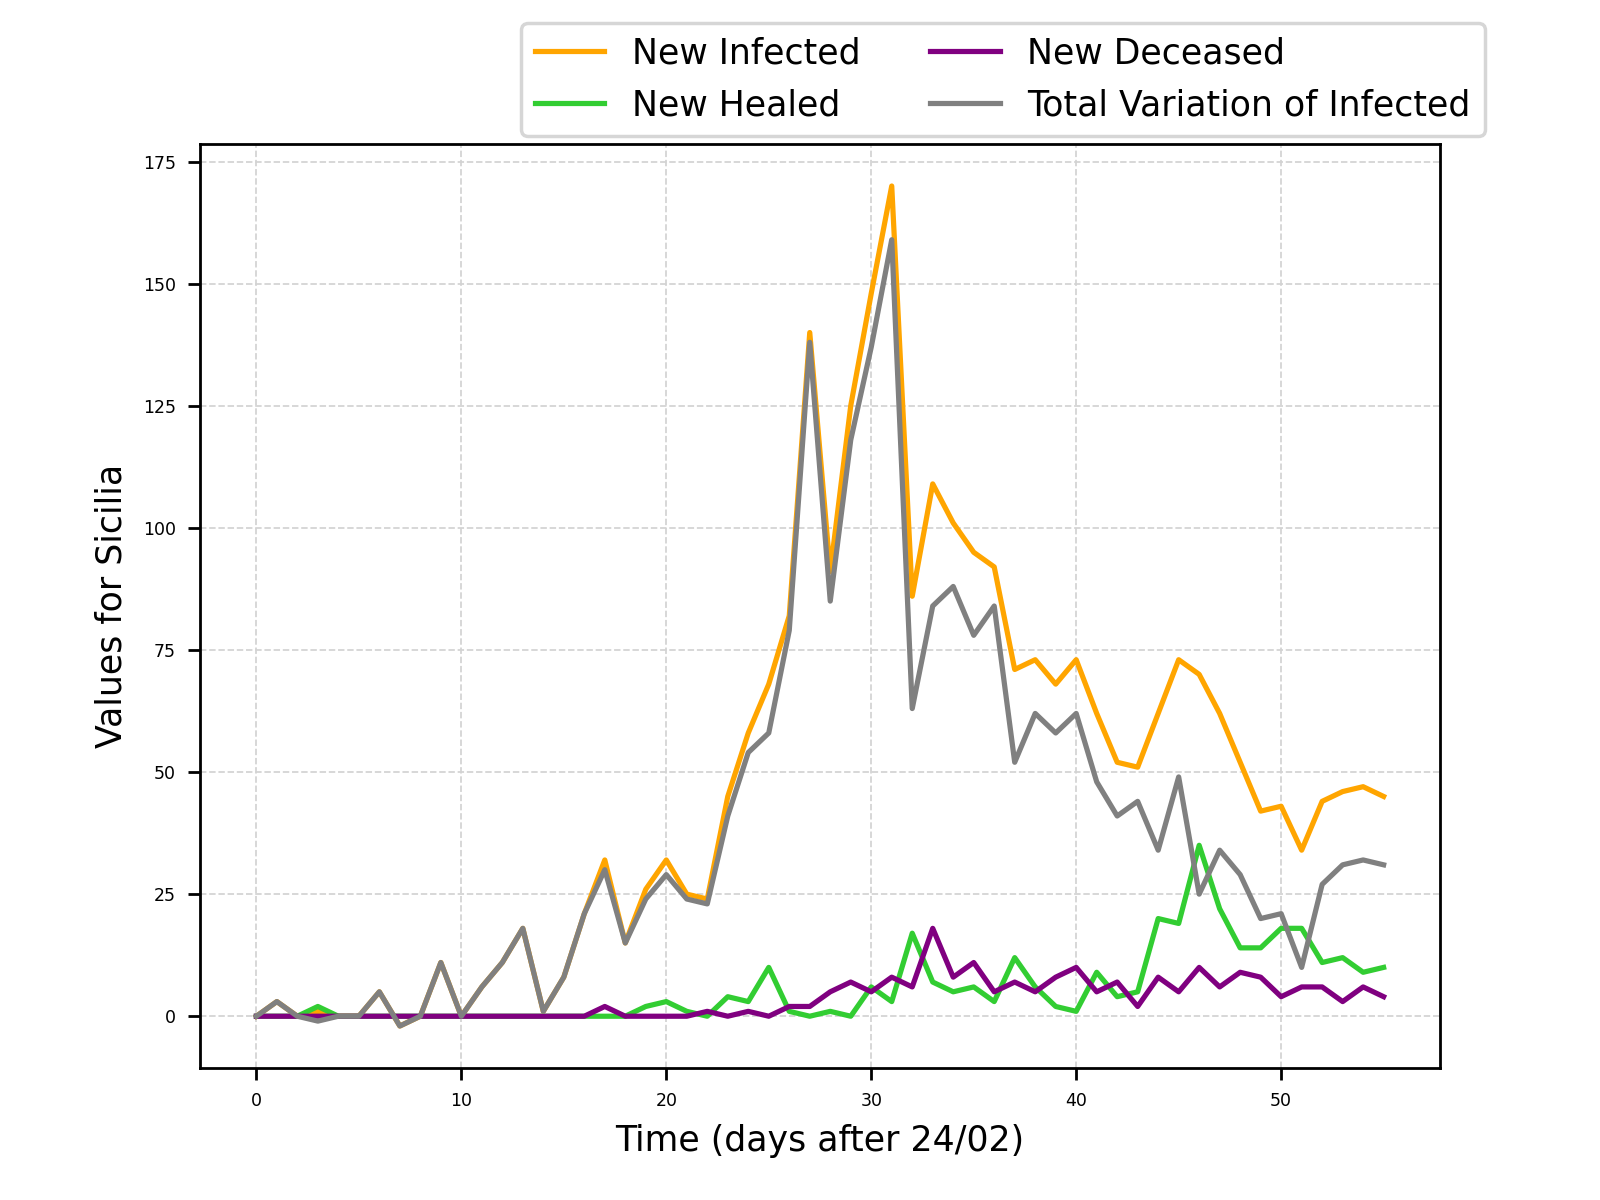 New Infected
New Healed
New Deceased
Total Variation of Infected
175
150
125
100
75
50
25
0
Values for Sicilia
0 10 20 30 40 50
Time (days after 24/02)